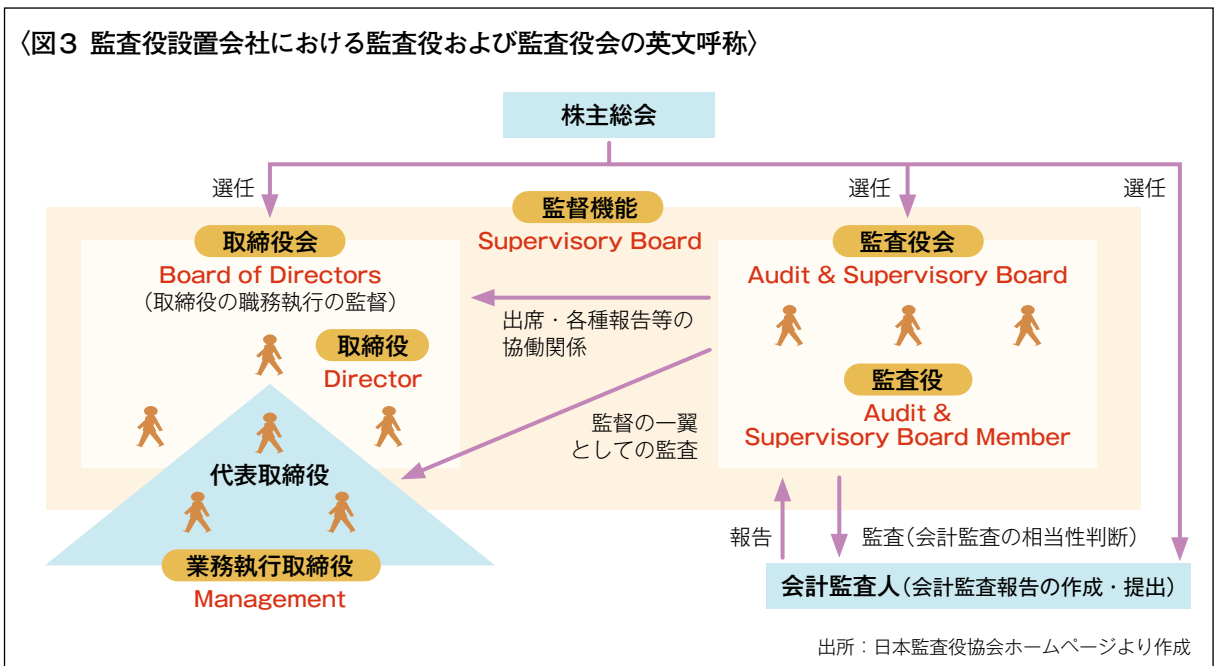 〈図3 監査役設置会社における監査役および監査役会の英文呼称〉
株主総会
選任
選任
選任
監督機能
Supervisory Board
取締役会
Board of Directors
（取締役の職務執行の監督）
取締役
Director
監査役会
Audit & Supervisory Board
出席・各種報告等の
協働関係
監査役
Audit &
Supervisory Board Member
監督の一翼
としての監査
代表取締役
業務執行取締役
Management
報告
監査（会計監査の相当性判断）
会計監査人（会計監査報告の作成・提出）
出所：日本監査役協会ホームページより作成